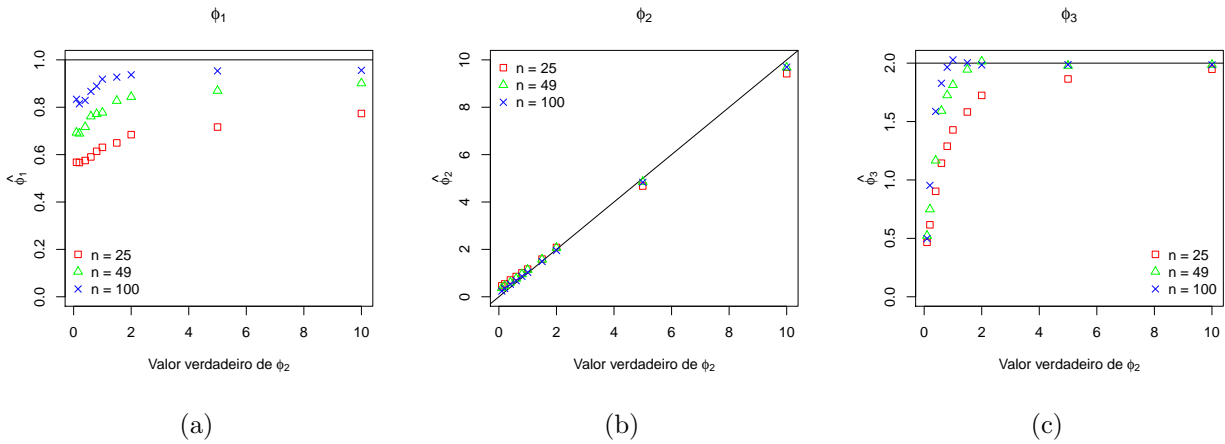 ϕ1
1.0
0.8
0.6
0.4
0.2
0.0
ϕ̂1
n = 25
n = 49
n = 100
0 2 4 6 8 10
Valor verdadeiro de ϕ2
(a)
ϕ2
10
8
6
4
2
0
ϕ̂2
n = 25
n = 49
n = 100
0 2 4 6 8 10
Valor verdadeiro de ϕ2
(b)
ϕ3
2.0
1.5
1.0
0.5
0.0
ϕ̂3
n = 25
n = 49
n = 100
0 2 4 6 8 10
Valor verdadeiro de ϕ2
(c)